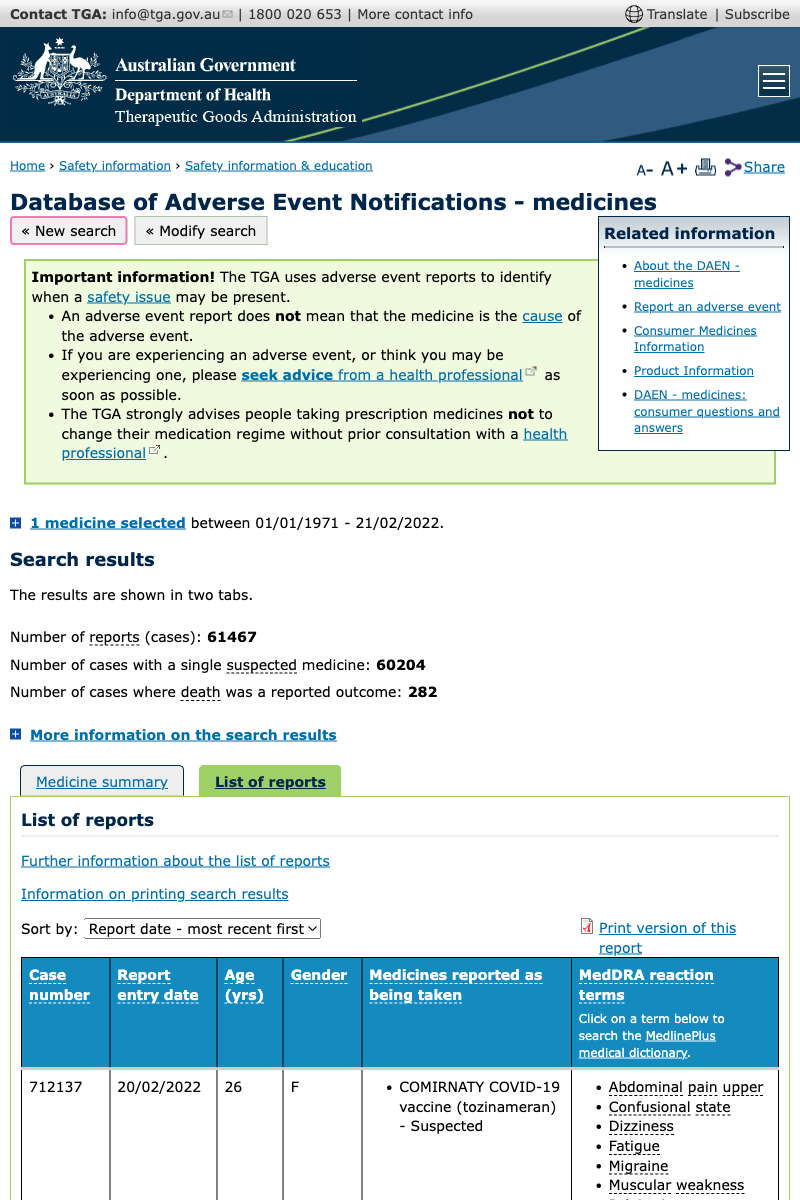 Contact TGA: info@tga.gov.au | 1800 020 653 | More contact info
Translate | Subscribe
Australian Government
Department of Health
Therapeutic Goods Administration
Home › Safety information › Safety information & education
A- A+ Share
Database of Adverse Event Notifications - medicines
« New search
« Modify search
Important information! The TGA uses adverse event reports to identify
when a safety issue may be present.
• An adverse event report does not mean that the medicine is the cause of
the adverse event.
• If you are experiencing an adverse event, or think you may be
experiencing one, please seek advice from a health professional as
soon as possible.
• The TGA strongly advises people taking prescription medicines not to
change their medication regime without prior consultation with a health
professional .
Related information
• About the DAEN -
medicines
• Report an adverse event
• Consumer Medicines
Information
• Product Information
• DAEN - medicines:
consumer questions and
answers
1 medicine selected between 01/01/1971 - 21/02/2022.
Search results
The results are shown in two tabs.
Number of reports (cases): 61467
Number of cases with a single suspected medicine: 60204
Number of cases where death was a reported outcome: 282
More information on the search results
Medicine summary
List of reports
List of reports
Further information about the list of reports
Information on printing search results
Sort by: Report date - most recent first
Print version of this
report
Case
number
Report
entry date
Age
(yrs)
Gender
Medicines reported as
being taken
MedDRA reaction
terms
Click on a term below to
search the MedlinePlus
medical dictionary.
712137
20/02/2022
26
F
• COMIRNATY COVID-19
vaccine (tozinameran)
- Suspected
• Abdominal pain upper
• Confusional state
• Dizziness
• Fatigue
• Migraine
• Muscular weakness